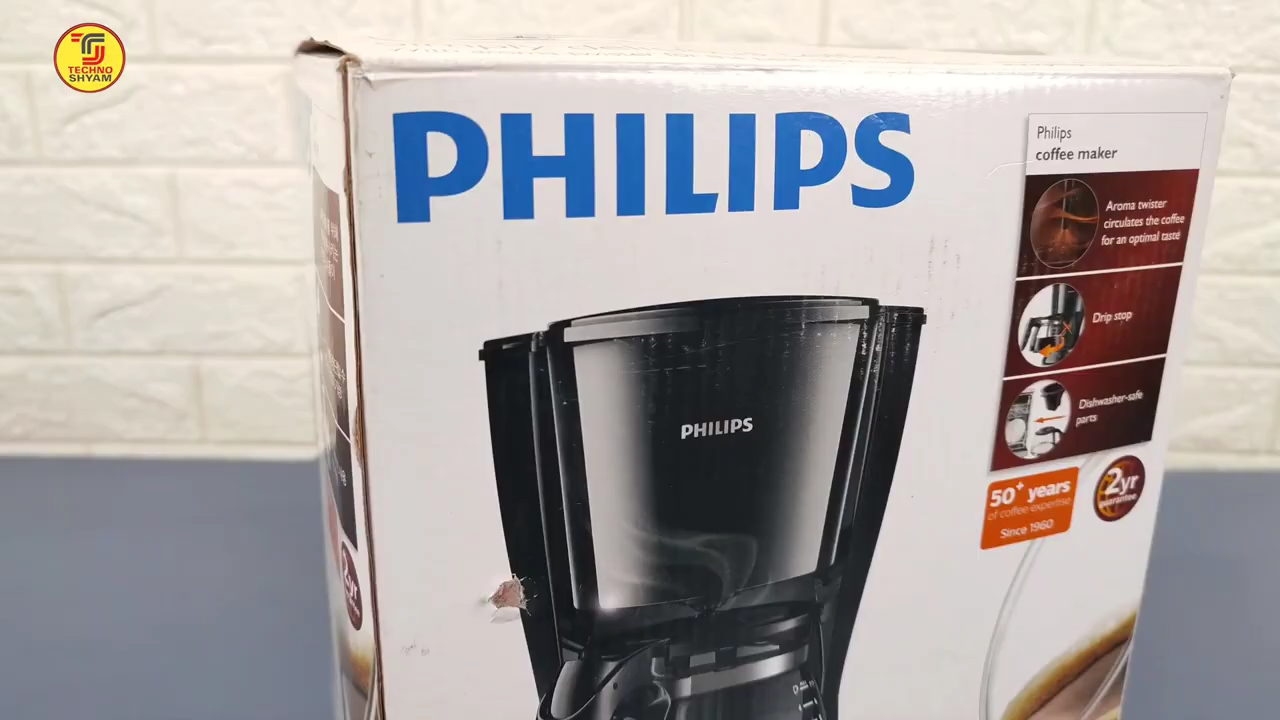 TECHNO
SHYAM
PHILIPS
Philips
coffee maker
Aroma twister
circulates the coffee
for an optimal taste
Drip stop
Dishwasher-safe
parts
50+ years
of coffee expertise
Since 1960
2yr
guarantee
PHILIPS
2yr